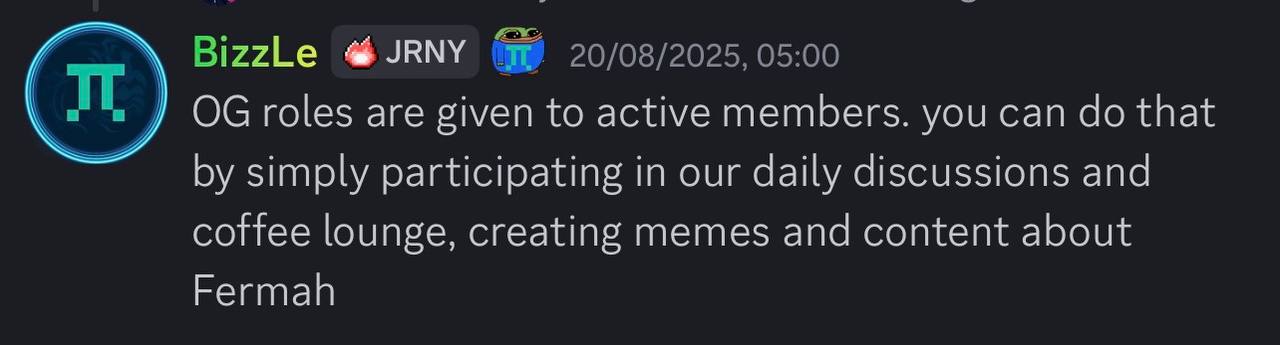 BizzLe JRNY 20/08/2025, 05:00
OG roles are given to active members. you can do that
by simply participating in our daily discussions and
coffee lounge, creating memes and content about
Fermah